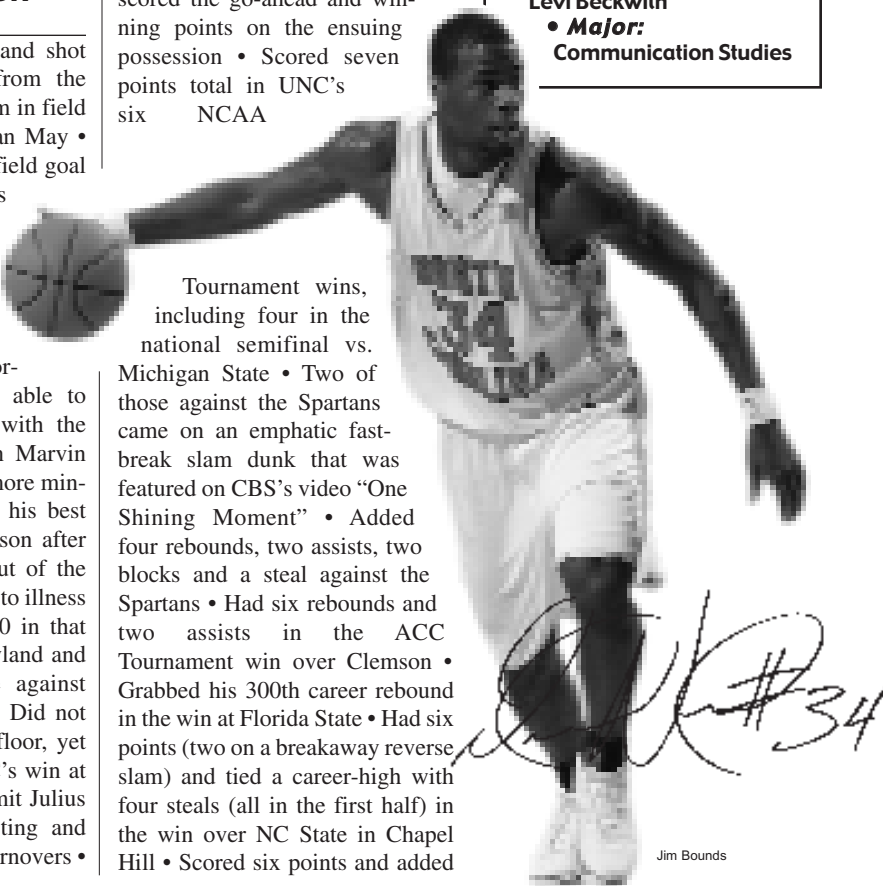 and shot
from the
m in field
an May •
field goal
s
or-
able to
with the
n Marvin
more min-
his best
son after
ut of the
to illness
0 in that
yland and
against
Did not
floor, yet
's win at
mit Julius
ting and
rnovers •
scored the go-ahead and win-
ning points on the ensuing
possession • Scored seven
points total in UNC's
six NCAA
Tournament wins,
including four in the
national semifinal vs.
Michigan State • Two of
those against the Spartans
came on an emphatic fast-
break slam dunk that was
featured on CBS's video “One
Shining Moment” • Added
four rebounds, two assists, two
blocks and a steal against the
Spartans • Had six rebounds and
two assists in the ACC
Tournament win over Clemson •
Grabbed his 300th career rebound
in the win at Florida State • Had six
points (two on a breakaway reverse
slam) and tied a career-high with
four steals (all in the first half) in
the win over NC State in Chapel
Hill • Scored six points and added
Levi Beckwith
• Major:
Communication Studies
NORTH
34
CAROLINA
#34
Jim Bounds